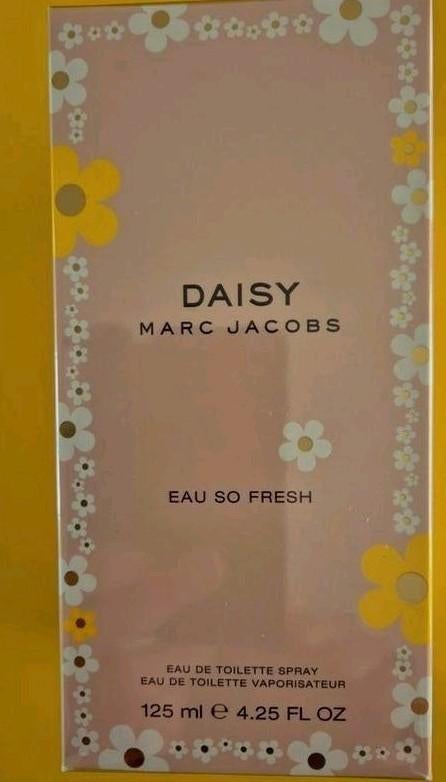 DAISY
MARC JACOBS
EAU SO FRESH
EAU DE TOILETTE SPRAY
EAU DE TOILETTE VAPORISATEUR
125 ml ℮ 4.25 FL OZ